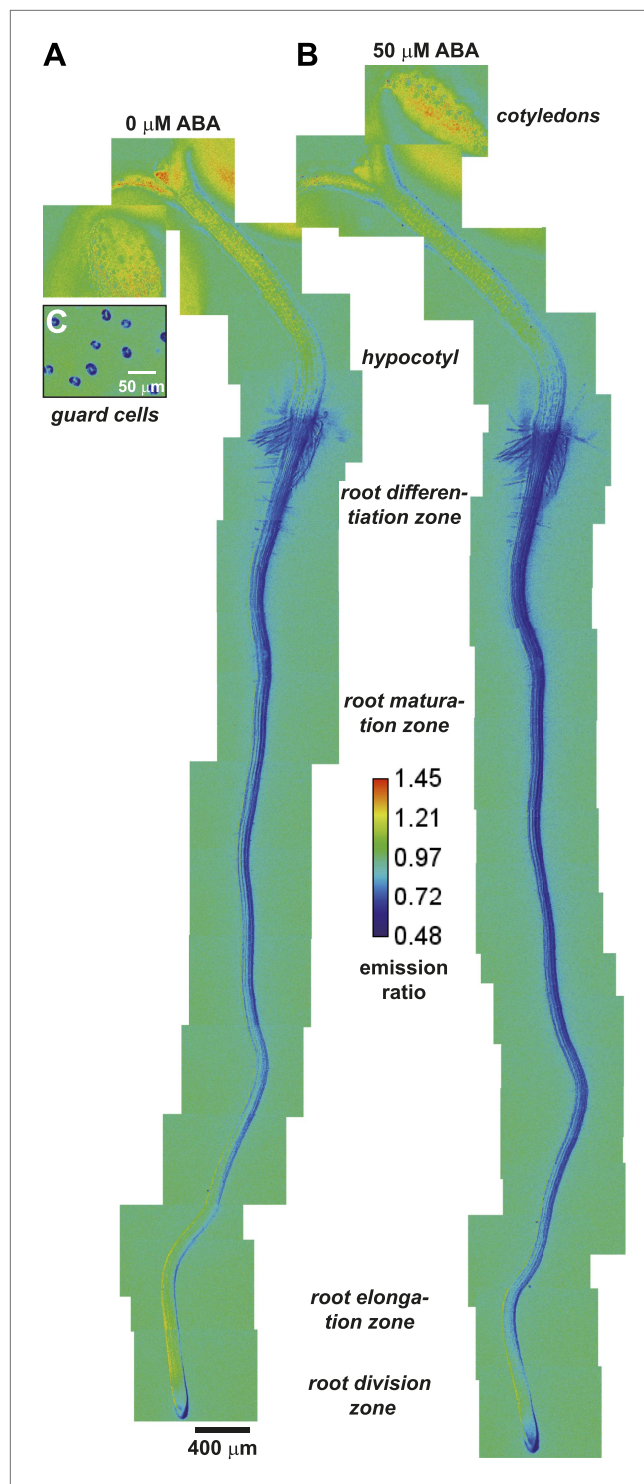 A
B
50 μM ABA
cotyledons
0 μM ABA
C
50 μm
guard cells
hypocotyl
root differen-
tiation zone
root matura-
tion zone
1.45
1.21
0.97
0.72
0.48
emission
ratio
root elonga-
tion zone
root division
zone
400 μm